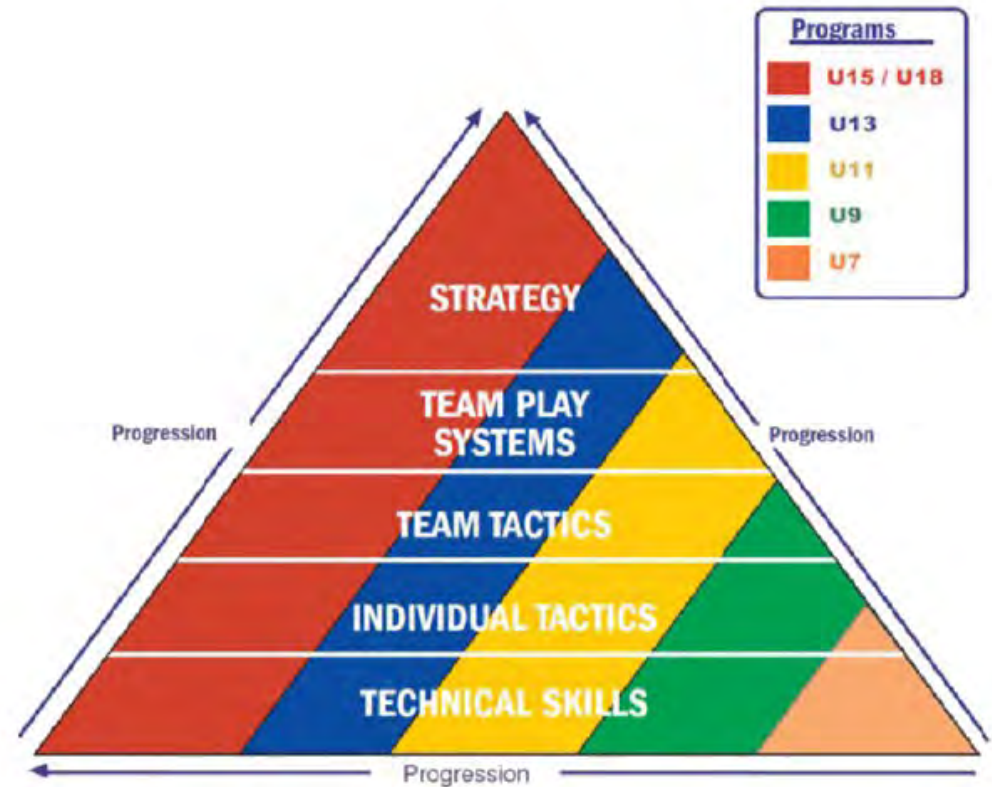 Programs
U15 / U18
U13
U11
U9
U7
STRATEGY
TEAM PLAY
SYSTEMS
Progression
Progression
TEAM TACTICS
INDIVIDUAL TACTICS
TECHNICAL SKILLS
Progression